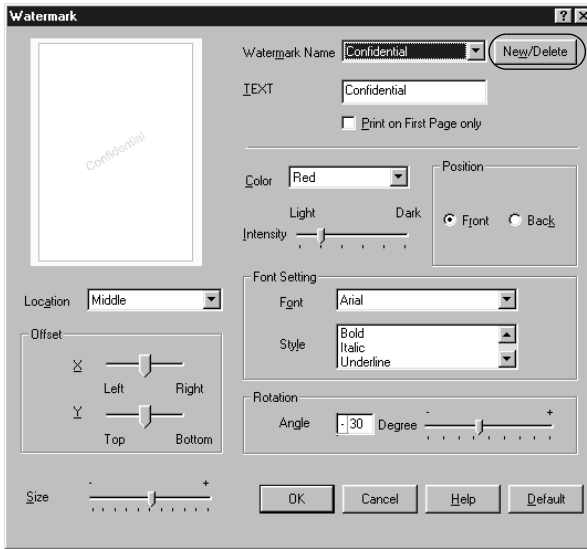 Watermark
Watermark Name Confidential New/Delete
TEXT Confidential
Print on First Page only
Confidential
Color Red
Light Dark
Intensity
Position
Front Back
Location Middle
Offset
X
Left Right
Y
Top Bottom
Size - +
Font Setting
Font Arial
Style Bold
Italic
Underline
Rotation
Angle -30 Degree - +
OK Cancel Help Default